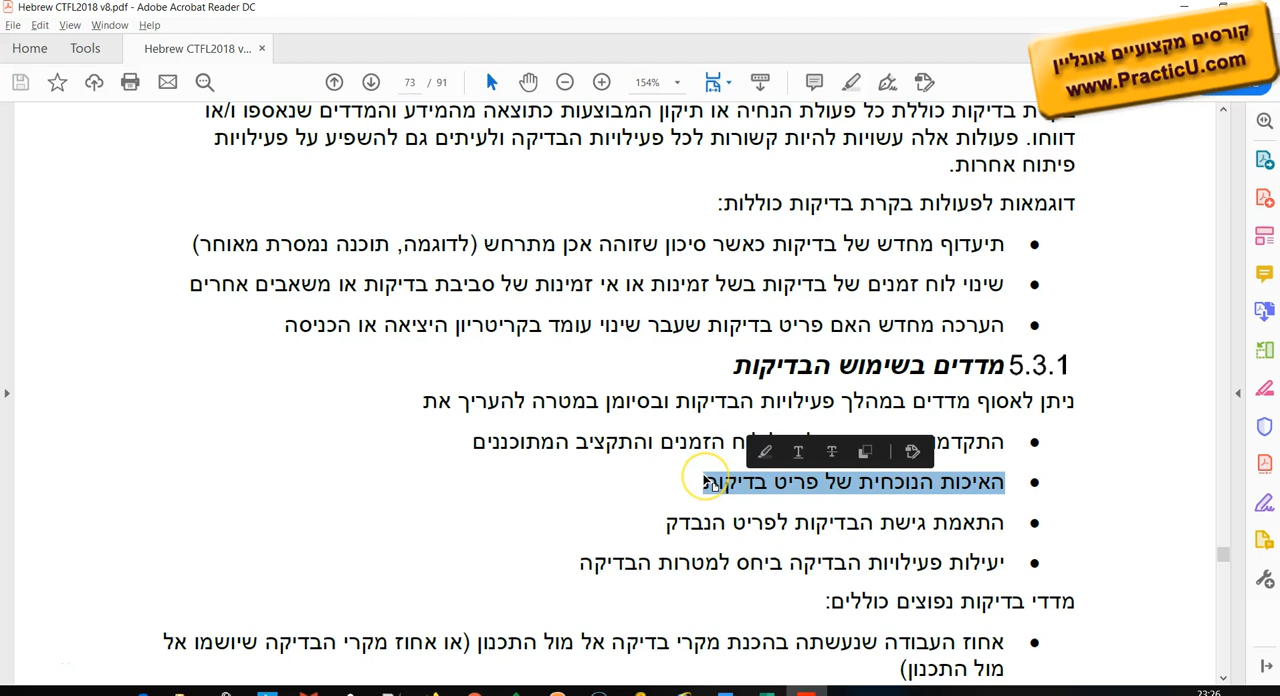 Hebrew CTFL2018 v8.pdf - Adobe Acrobat Reader DC
File Edit View Window Help
Home Tools Hebrew CTFL2018 v... ×
73 / 91 154%
קורסים מקצועיים אונליין
www.PracticU.com
בדיקות כוללת כל פעולת הנחיה או תיקון המבוצעות כתוצאה מהמידע והמדדים שנאספו ו/או
דווחו. פעולות אלה עשויות להיות קשורות לכל פעילויות הבדיקה ולעיתים גם להשפיע על פעילויות
פיתוח אחרות.
דוגמאות לפעולות בקרת בדיקות כוללות:
• תיעדוף מחדש של בדיקות כאשר סיכון שזוהה אכן מתרחש (לדוגמה, תוכנה נמסרת מאוחר)
• שינוי לוח זמנים של בדיקות בשל זמינות או אי זמינות של סביבת בדיקות או משאבים אחרים
• הערכה מחדש האם פריט בדיקות שעבר שינוי עומד בקריטריון היציאה או הכניסה
5.3.1 מדדים בשימוש הבדיקות
ניתן לאסוף מדדים במהלך פעילויות הבדיקות ובסיומן במטרה להעריך את
• הזמנים והתקציב המתוכננים
• האיכות הנוכחית של פריט בדיקות
• התאמת גישת הבדיקות לפריט הנבדק
• יעילות פעילויות הבדיקה ביחס למטרות הבדיקה
מדדי בדיקות נפוצים כוללים:
• אחוז העבודה שנעשתה בהכנת מקרי בדיקה אל מול התכנון (או אחוז מקרי הבדיקה שיושמו אל
מול התכנון)
23:26